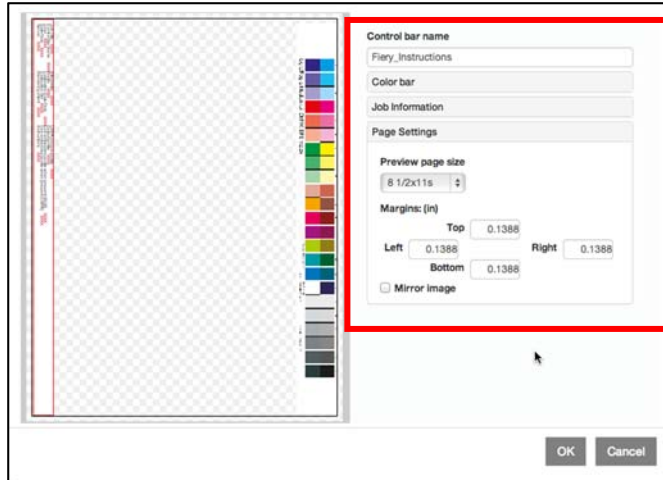 Control bar name
Fiery_Instructions
Color bar
Job Information
Page Settings
Preview page size
8 1/2x11s
Margins: (in)
Top 0.1388
Left 0.1388 Right 0.1388
Bottom 0.1388
Mirror image
OK Cancel